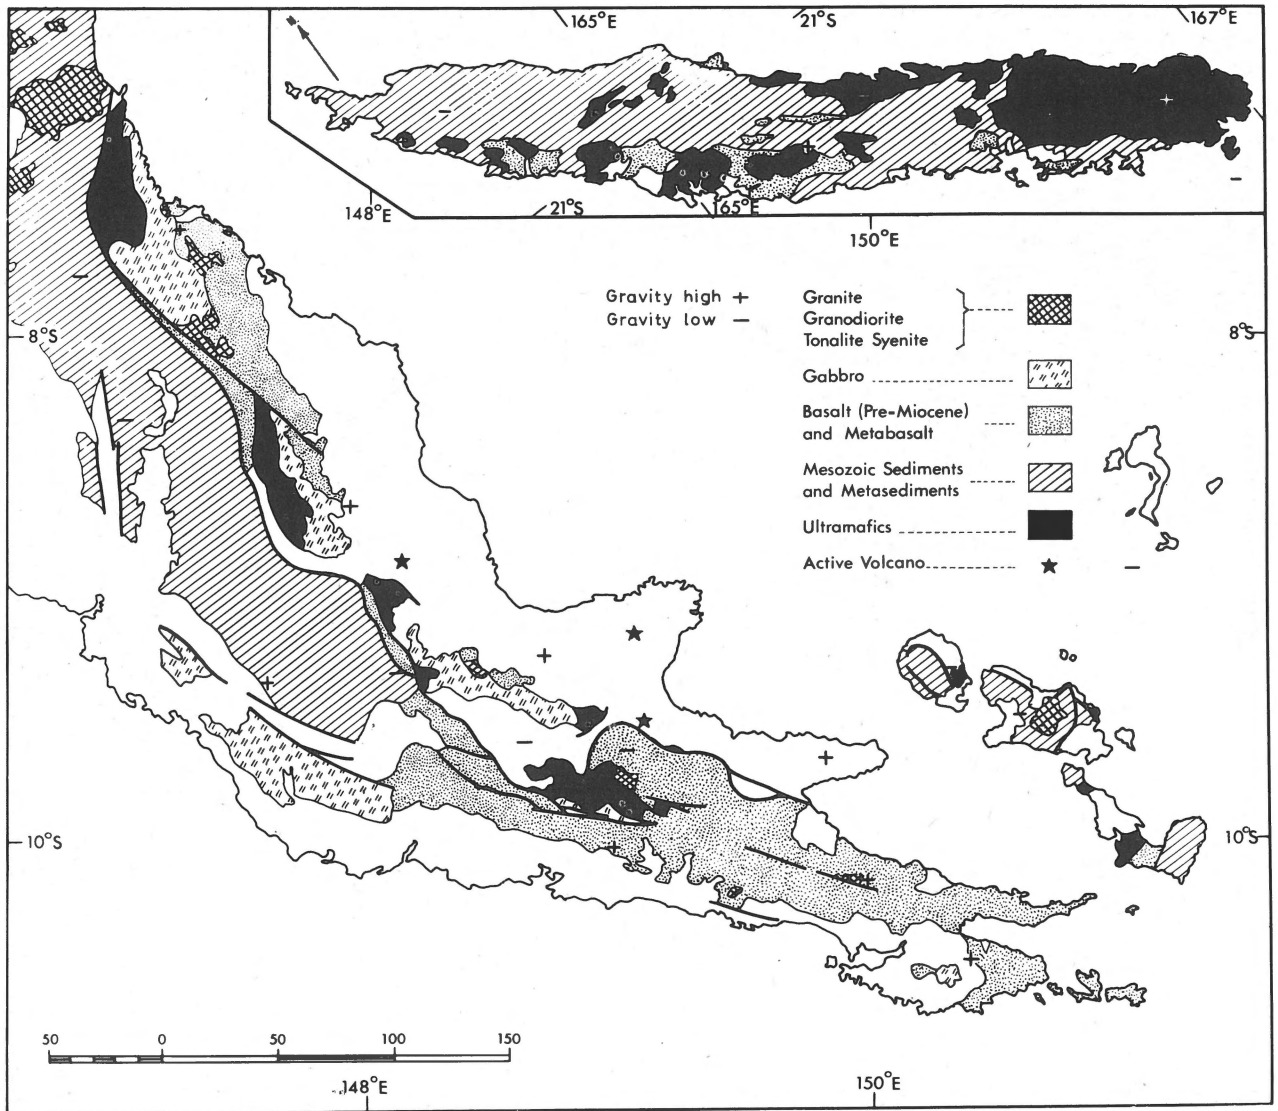 165°E
21°S
167°E
148°E
21°S
165°E
150°E
Gravity high +
Gravity low −
Granite
Granodiorite
Tonalite Syenite
8°S
8°S
Gabbro
Basalt (Pre-Miocene)
and Metabasalt
Mesozoic Sediments
and Metasediments
Ultramafics
Active Volcano
10°S
10°S
50 0 50 100 150
148°E
150°E